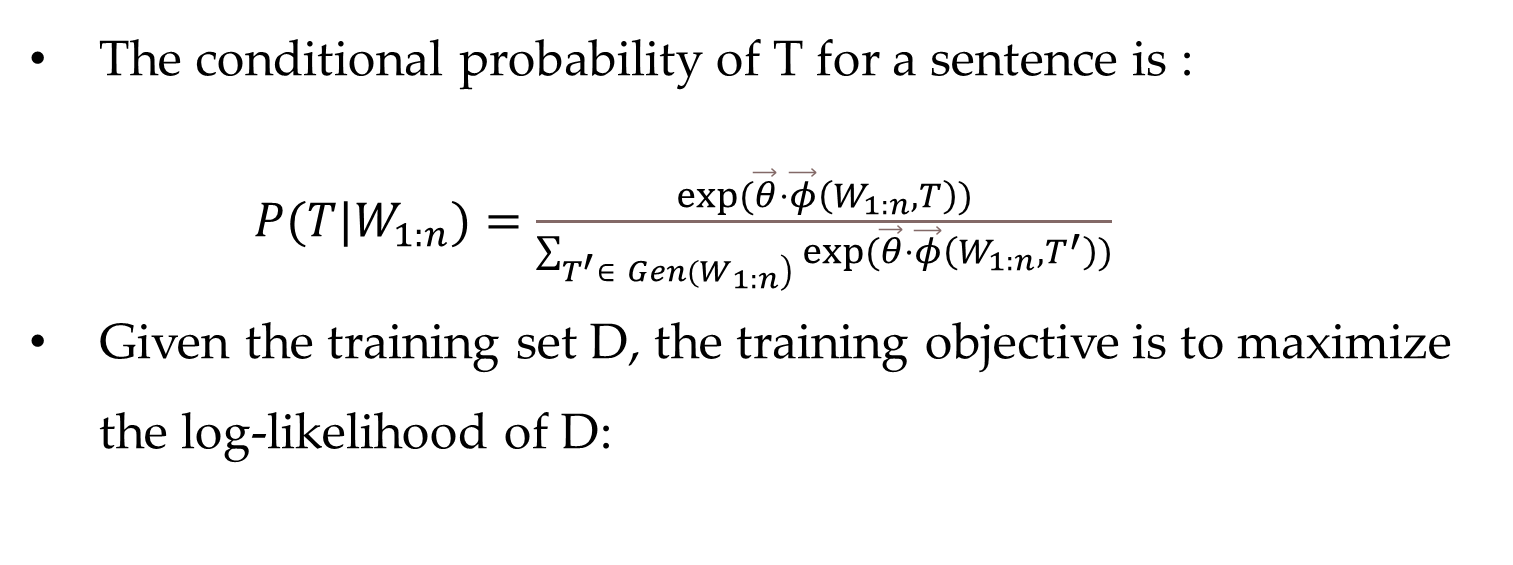 • The conditional probability of T for a sentence is :
P(T|W₁:ₙ) = exp(θ⃗·ϕ⃗(W₁:ₙ,T)) / ∑_T′∈ Gen(W₁:ₙ) exp(θ⃗·ϕ⃗(W₁:ₙ,T′))
• Given the training set D, the training objective is to maximize
the log-likelihood of D: